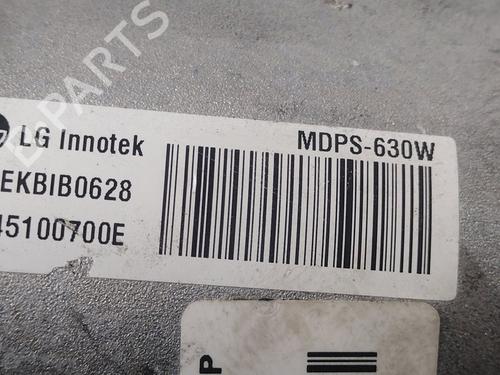 B-PARTS
LG Innotek
MDPS-630W
EKBIB0628
45100700E
P